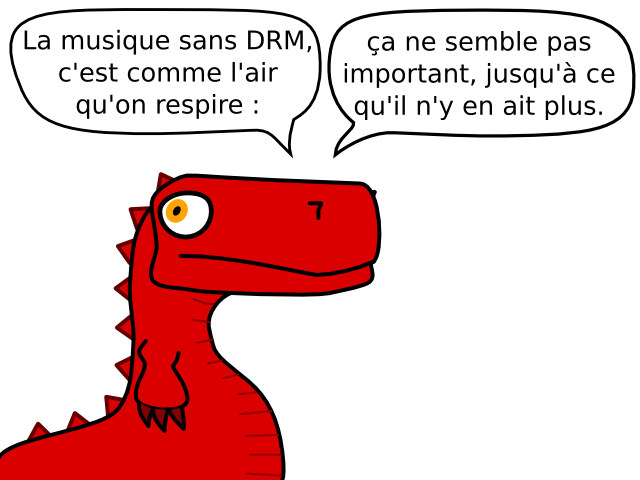 La musique sans DRM,
c'est comme l'air
qu'on respire :
ça ne semble pas
important, jusqu'à ce
qu'il n'y en ait plus.